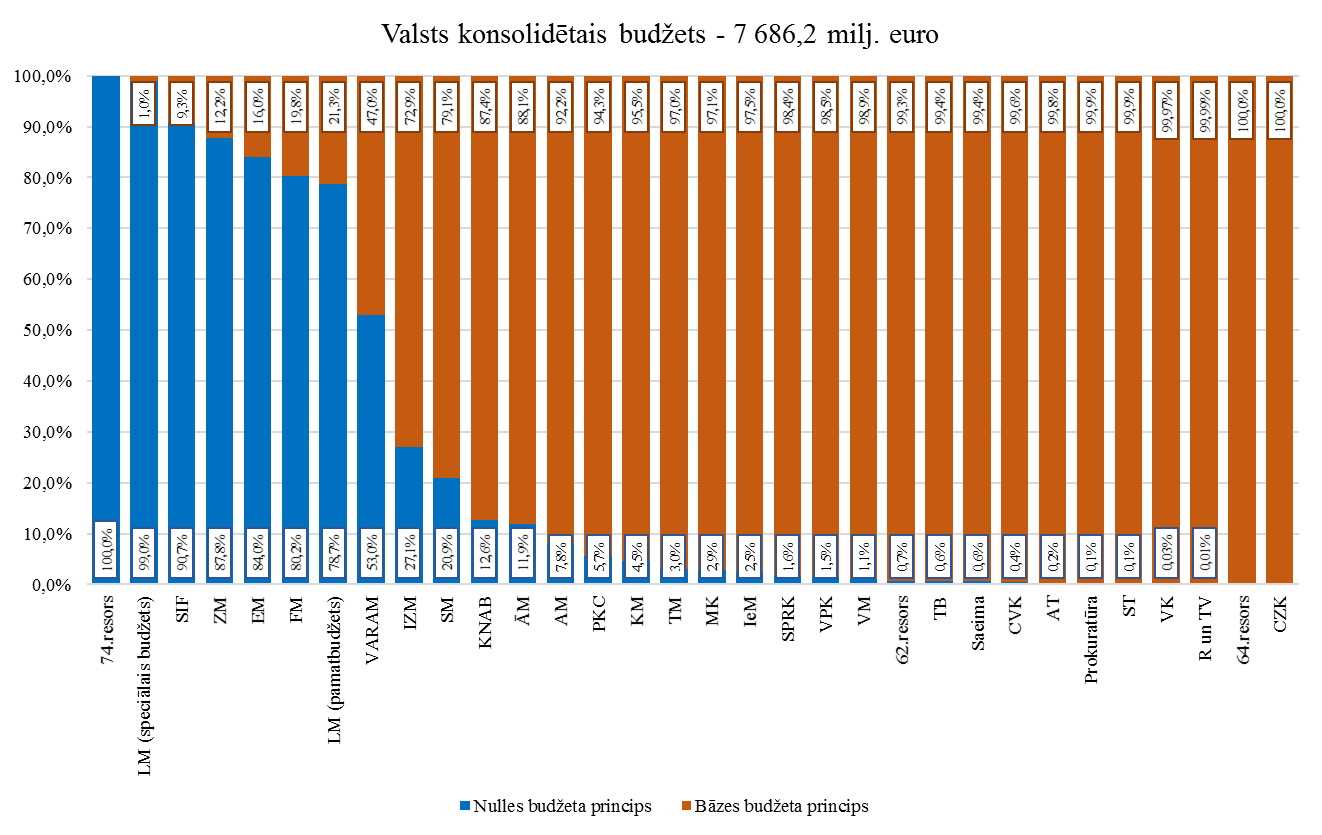 Valsts konsolidētais budžets - 7 686,2 milj. euro
100,0%
90,0%
80,0%
70,0%
60,0%
50,0%
40,0%
30,0%
20,0%
10,0%
0,0%
1,0%
9,3%
12,2%
16,0%
19,8%
21,3%
47,0%
72,9%
79,1%
87,4%
88,1%
92,2%
94,3%
95,5%
97,0%
97,1%
97,5%
98,4%
98,5%
98,9%
99,3%
99,4%
99,4%
99,6%
99,8%
99,9%
99,9%
99,97%
99,99%
100,0%
100,0%
100,0%
99,0%
90,7%
87,8%
84,0%
80,2%
78,7%
53,0%
27,1%
20,9%
12,6%
11,9%
7,8%
5,7%
4,5%
3,0%
2,9%
2,5%
1,6%
1,5%
1,1%
0,7%
0,6%
0,6%
0,4%
0,2%
0,1%
0,1%
0,03%
0,01%
74.resors
LM (speciālais budžets)
SIF
ZM
EM
FM
LM (pamatbudžets)
VARAM
IZM
SM
KNAB
ĀM
AM
PKC
KM
TM
MK
IeM
SPRK
VPK
VM
62.resors
TB
Saeima
CVK
AT
Prokuratūra
ST
VK
R un TV
64.resors
CZK
Nulles budžeta princips
Bāzes budžeta princips